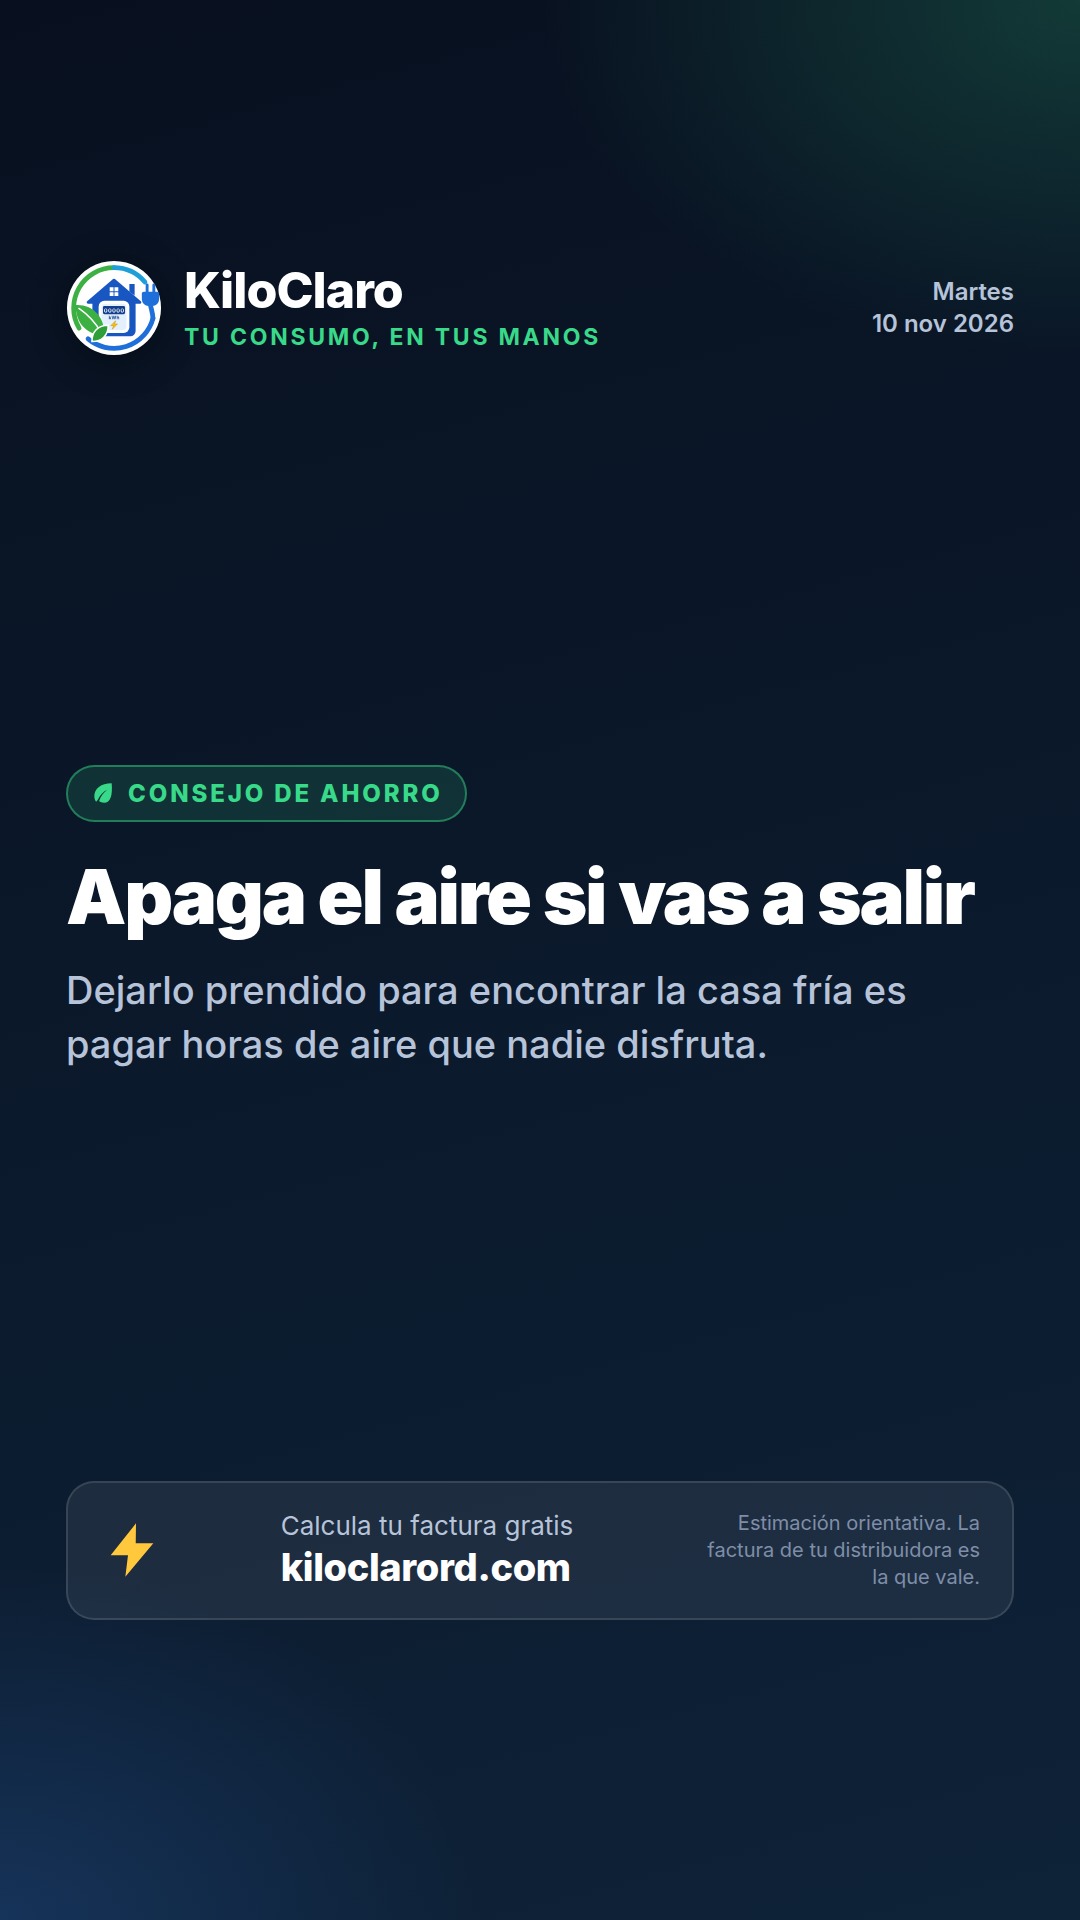 KiloClaro
TU CONSUMO, EN TUS MANOS
Martes
10 nov 2026
00000
kWh
CONSEJO DE AHORRO
Apaga el aire si vas a salir
Dejarlo prendido para encontrar la casa fría es
pagar horas de aire que nadie disfruta.
Calcula tu factura gratis
kiloclarord.com
Estimación orientativa. La
factura de tu distribuidora es
la que vale.